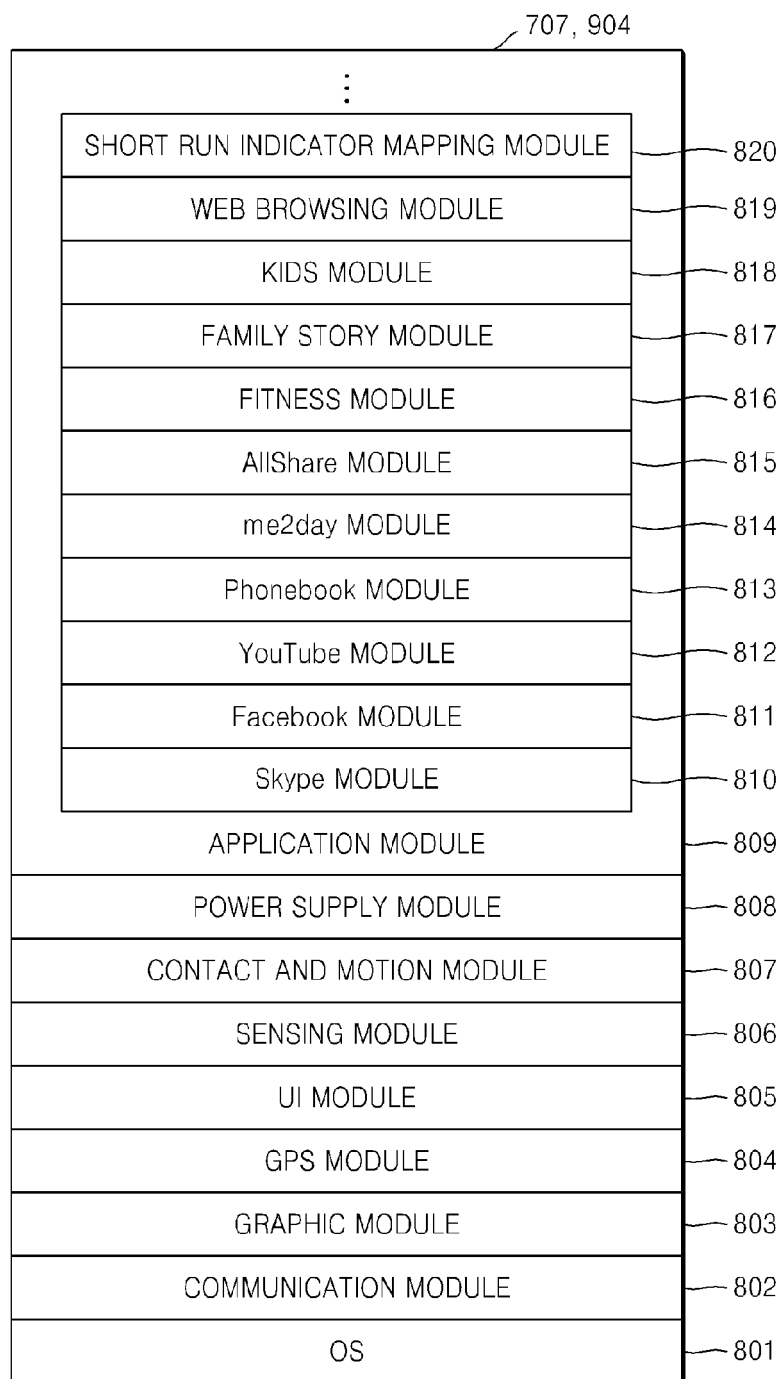 707, 904
⋮
SHORT RUN INDICATOR MAPPING MODULE 820
WEB BROWSING MODULE 819
KIDS MODULE 818
FAMILY STORY MODULE 817
FITNESS MODULE 816
AllShare MODULE 815
me2day MODULE 814
Phonebook MODULE 813
YouTube MODULE 812
Facebook MODULE 811
Skype MODULE 810
APPLICATION MODULE 809
POWER SUPPLY MODULE 808
CONTACT AND MOTION MODULE 807
SENSING MODULE 806
UI MODULE 805
GPS MODULE 804
GRAPHIC MODULE 803
COMMUNICATION MODULE 802
OS 801